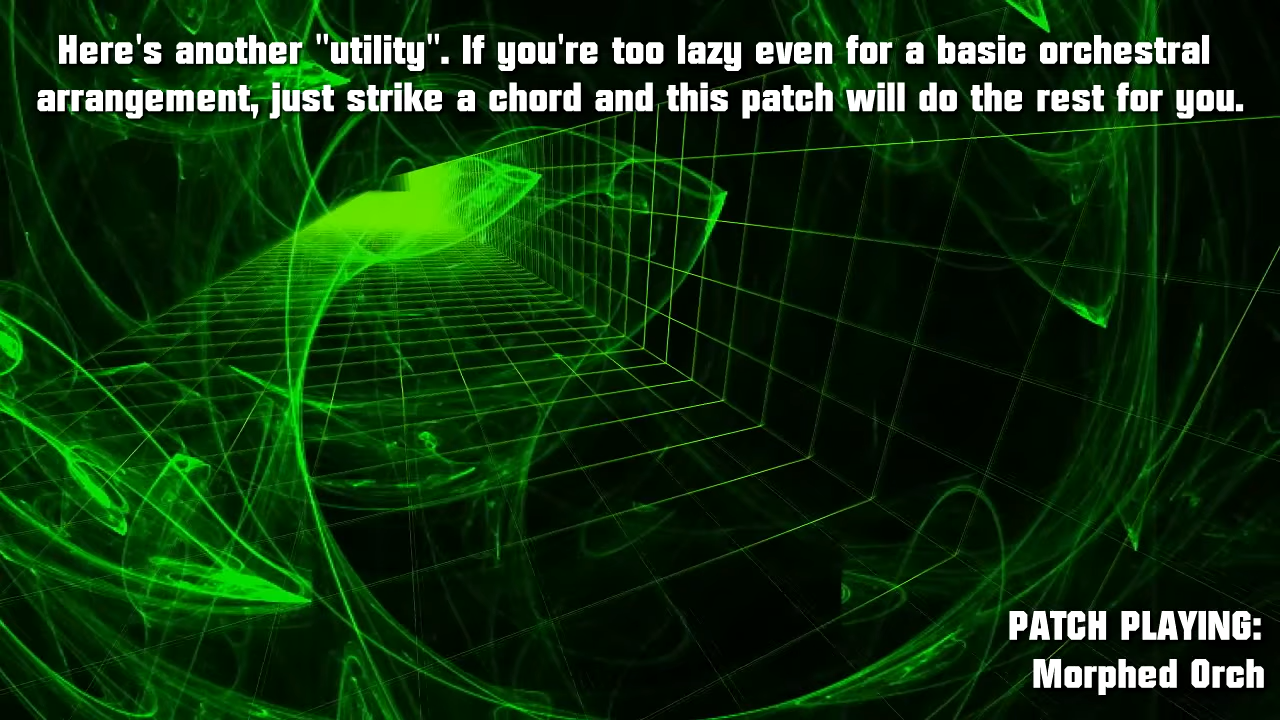 Here's another "utility". If you're too lazy even for a basic orchestral
arrangement, just strike a chord and this patch will do the rest for you.
PATCH PLAYING:
Morphed Orch